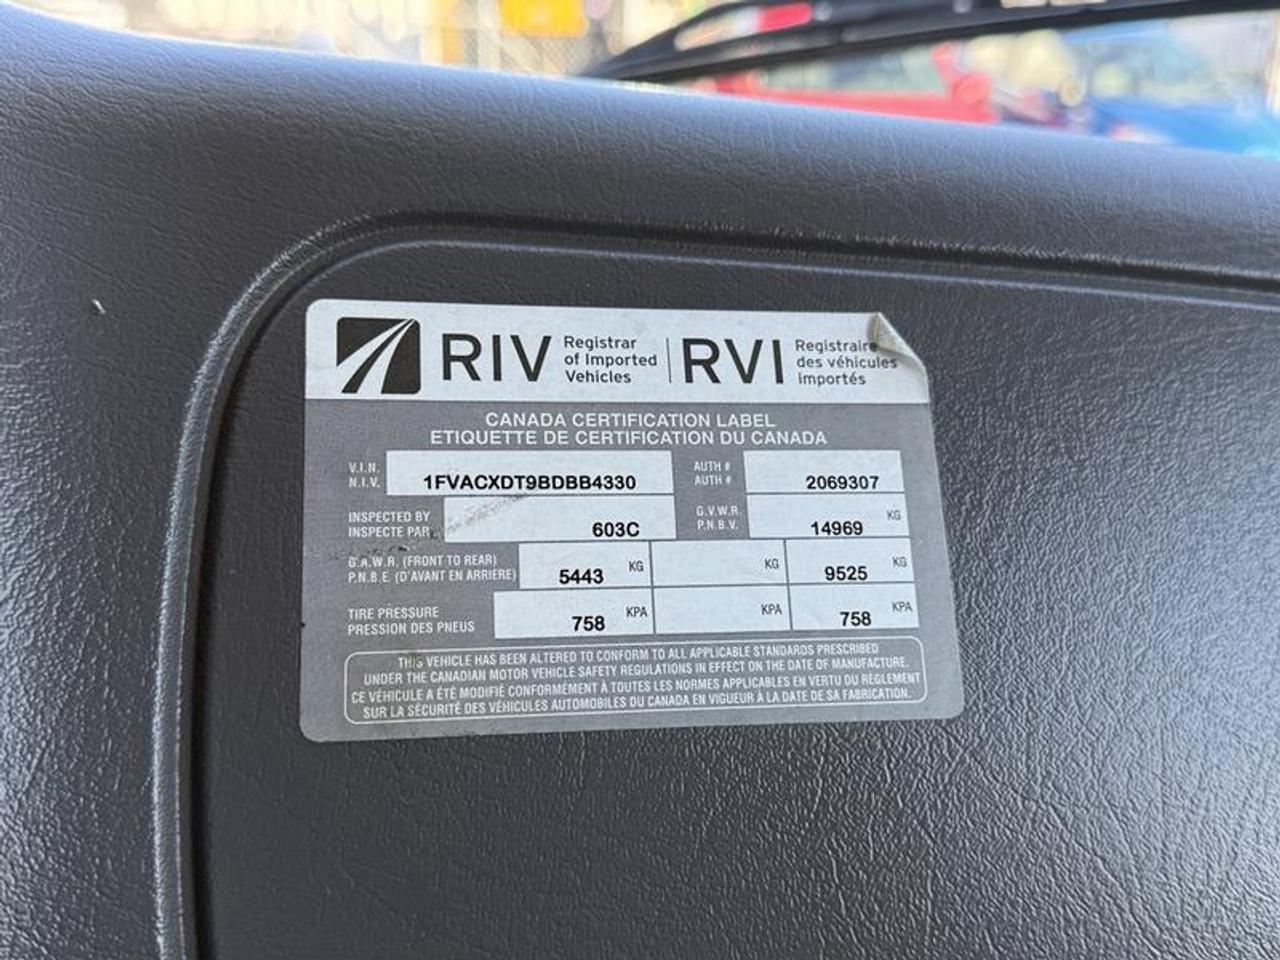 RIV Registrar of Imported Vehicles | RVI Registraire des véhicules importés
CANADA CERTIFICATION LABEL
ETIQUETTE DE CERTIFICATION DU CANADA
V.I.N. N.I.V. 1FVACXDT9BDBB4330 AUTH # AUTH # 2069307
INSPECTED BY INSPECTE PAR 603C G.V.W.R. P.N.B.V. 14969 KG
G.A.W.R. (FRONT TO REAR) P.N.B.E. (D'AVANT EN ARRIERE) 5443 KG KG 9525 KG
TIRE PRESSURE PRESSION DES PNEUS 758 KPA KPA 758 KPA
THIS VEHICLE HAS BEEN ALTERED TO CONFORM TO ALL APPLICABLE STANDARDS PRESCRIBED
UNDER THE CANADIAN MOTOR VEHICLE SAFETY REGULATIONS IN EFFECT ON THE DATE OF MANUFACTURE.
CE VÉHICULE A ÉTÉ MODIFIÉ CONFORMÉMENT À TOUTES LES NORMES APPLICABLES EN VERTU DU RÈGLEMENT
SUR LA SÉCURITÉ DES VÉHICULES AUTOMOBILES DU CANADA EN VIGUEUR À LA DATE DE SA FABRICATION.